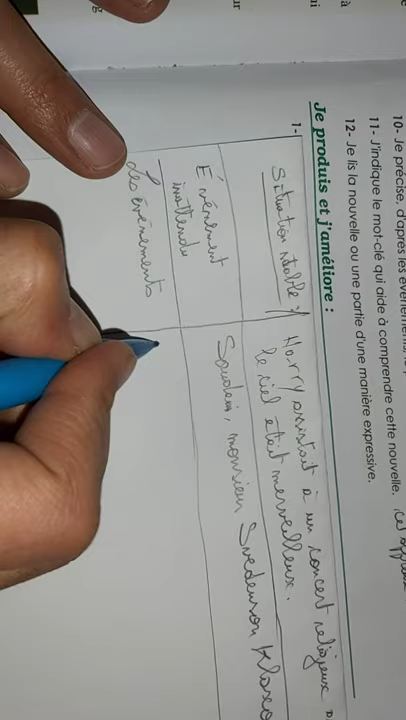 10- Je précise, d'après les
11- J'indique le mot-clé qui aide à comprendre cette nouvelle.
12- Je lis la nouvelle ou une partie d'une manière expressive.
Je produis et j'améliore :
1-
Situation stable
Harry assistait à un concert religieux
le ciel était merveilleux.
Événement
inattendu
Soudain, monsieur Swedenson
Les événements